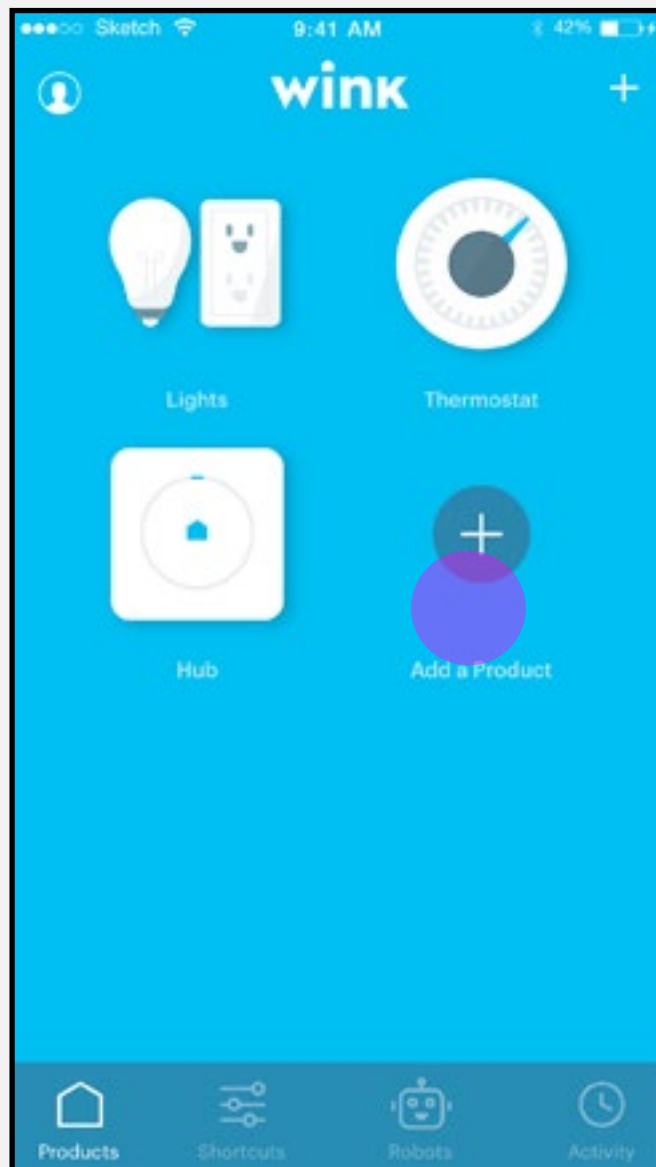 Sketch 9:41 AM 42%
wink
Lights Thermostat
Hub Add a Product
Products Shortcuts Robots Activity